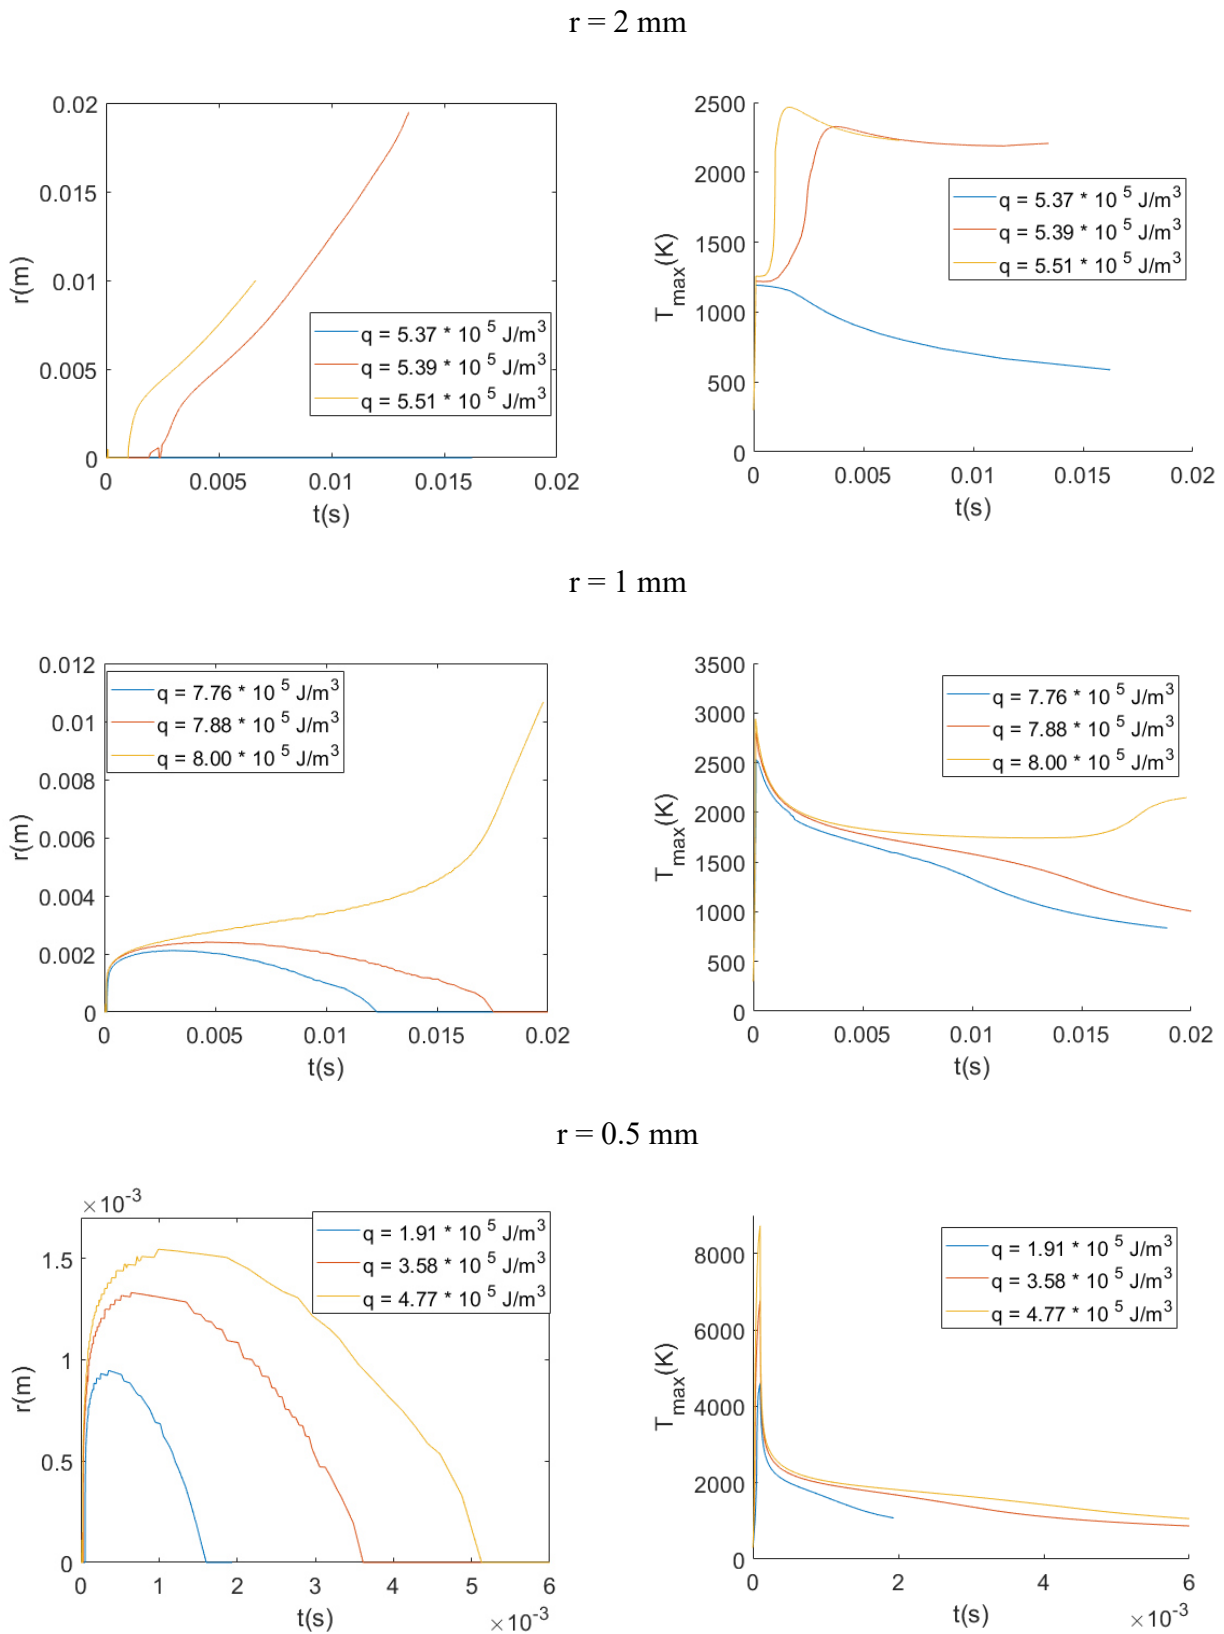 r = 2 mm
0.02
0.015
0.01
0.005
0
r(m)
0
0.005
0.01
0.015
0.02
t(s)
q = 5.37 * 10 5 J/m3
q = 5.39 * 10 5 J/m3
q = 5.51 * 10 5 J/m3
2500
2000
1500
1000
500
0
Tmax(K)
0
0.005
0.01
0.015
0.02
t(s)
q = 5.37 * 10 5 J/m3
q = 5.39 * 10 5 J/m3
q = 5.51 * 10 5 J/m3
r = 1 mm
0.012
0.01
0.008
0.006
0.004
0.002
0
r(m)
0
0.005
0.01
0.015
0.02
t(s)
q = 7.76 * 10 5 J/m3
q = 7.88 * 10 5 J/m3
q = 8.00 * 10 5 J/m3
3500
3000
2500
2000
1500
1000
500
0
Tmax(K)
0
0.005
0.01
0.015
0.02
t(s)
q = 7.76 * 10 5 J/m3
q = 7.88 * 10 5 J/m3
q = 8.00 * 10 5 J/m3
r = 0.5 mm
×10-3
1.5
1
0.5
0
r(m)
0
1
2
3
4
5
6
t(s)
×10-3
q = 1.91 * 10 5 J/m3
q = 3.58 * 10 5 J/m3
q = 4.77 * 10 5 J/m3
8000
6000
4000
2000
0
Tmax(K)
0
2
4
6
t(s)
×10-3
q = 1.91 * 10 5 J/m3
q = 3.58 * 10 5 J/m3
q = 4.77 * 10 5 J/m3